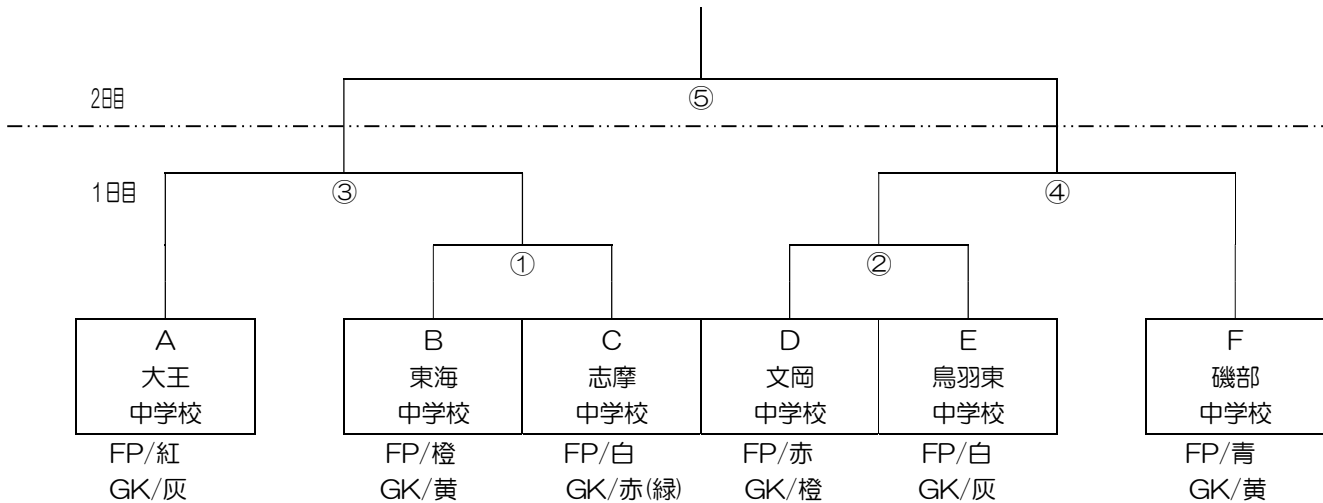 ⑤
2日目
1日目
③ ④
① ② 
A B C D E F
大王 東海 志摩 文岡 鳥羽東 磯部
中学校 中学校 中学校 中学校 中学校 中学校
FP/紅 FP/橙 FP/白 FP/赤 FP/白 FP/青
GK/灰 GK/黄 GK/赤(緑) GK/橙 GK/灰 GK/黄